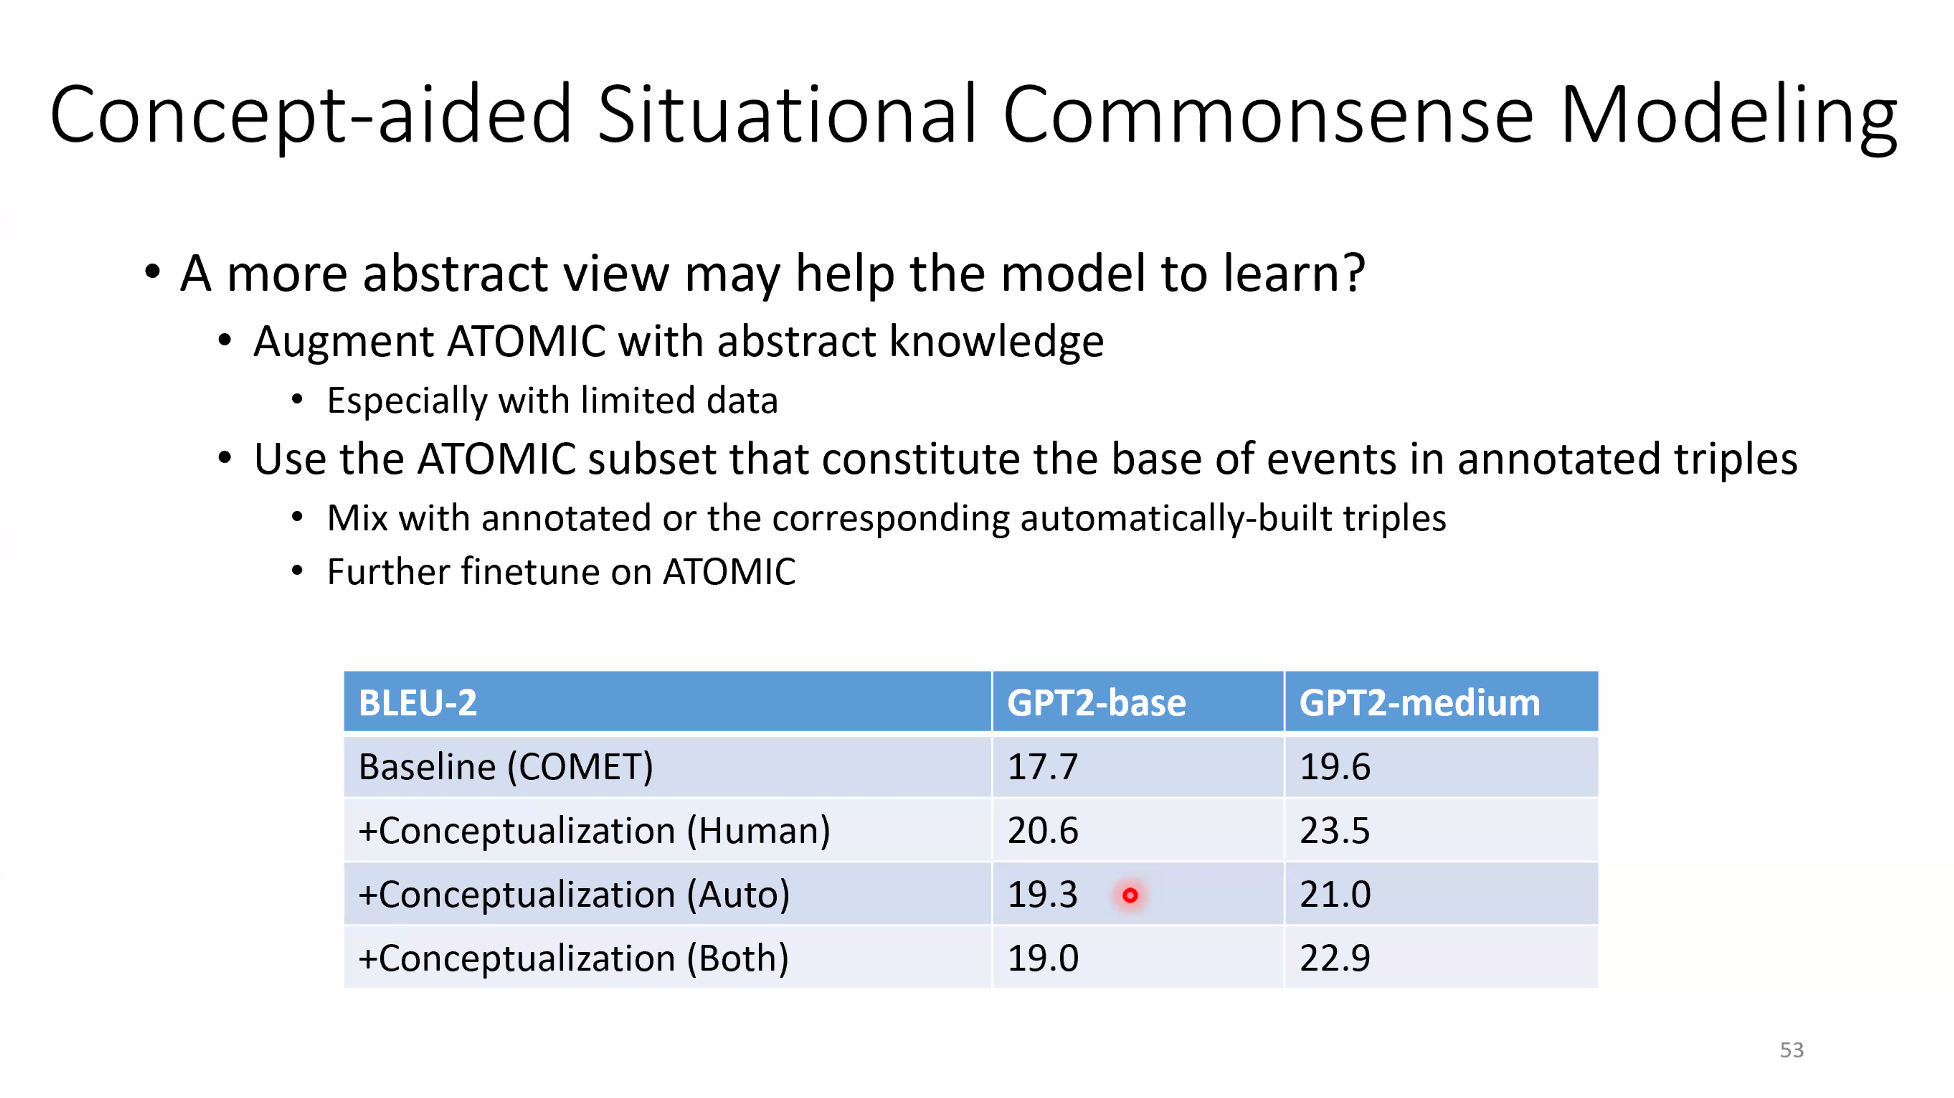 Concept-aided Situational Commonsense Modeling
• A more abstract view may help the model to learn?
• Augment ATOMIC with abstract knowledge
• Especially with limited data
• Use the ATOMIC subset that constitute the base of events in annotated triples
• Mix with annotated or the corresponding automatically-built triples
• Further finetune on ATOMIC
BLEU-2 GPT2-base GPT2-medium
Baseline (COMET) 17.7 19.6
+Conceptualization (Human) 20.6 23.5
+Conceptualization (Auto) 19.3 21.0
+Conceptualization (Both) 19.0 22.9
53